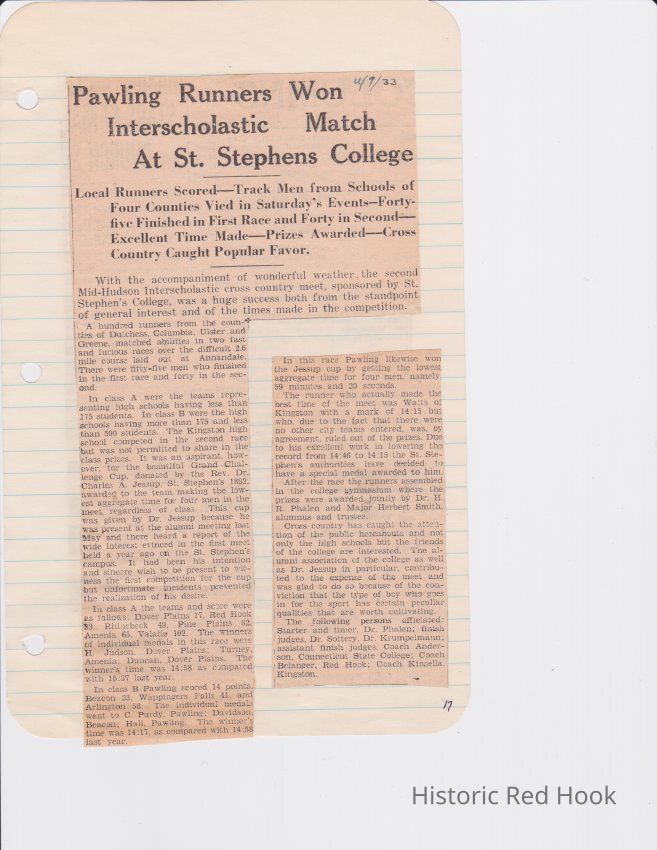 4/9/33
Pawling Runners Won
Interscholastic Match
At St. Stephens College
Local Runners Scored—Track Men from Schools of
Four Counties Vied in Saturday's Events—Forty-
five Finished in First Race and Forty in Second—
Excellent Time Made—Prizes Awarded—Cross
Country Caught Popular Favor.
With the accompaniment of wonderful weather the second
Mid-Hudson Interscholastic cross country meet, sponsored by St.
Stephen's College, was a huge success both from the standpoint
of general interest and of the times made in the competition.
A hundred runners from the coun-
ties of Dutchess, Columbia, Ulster and
Greene, matched abilities in two fast
and furious races over the difficult 2.6
mile course laid out at Annandale.
There were fifty-five men who finished
in the first race and forty in the sec-
ond.
In class A were the teams repre-
senting high schools having less than
175 students. In class B were the high
schools having more than 175 and less
than 500 students. The Kingston high
school competed in the second race
but was not permitted to share in the
class prizes. It was an aspirant, how-
ever, for the beautiful Grand Chal-
lenge Cup, donated by the Rev. Dr.
Charles A. Jessup, St. Stephen's 1882,
awarded to the team making the low-
est aggregate time for four men in the
meet, regardless of class. This cup
was given by Dr. Jessup because he
was present at the alumni meeting last
May and there heard a report of the
wide interest evinced in the first meet
held a year ago on the St. Stephen's
campus. It had been his intention
and sincere wish to be present to wit-
ness the first competition for the cup
but unfortunate incidents prevented
the realization of his desire.
In class A the teams and score were
as follows: Dover Plains 17, Red Hook
33, Rhinebeck 49, Pine Plains 62,
Amenia 65, Valatie 102. The winners
of individual medals in this race were
H. Judson, Dover Plains; Turney,
Amenia; Duncan, Dover Plains. The
winner's time was 14:58 as compared
with 15:37 last year.
In class B Pawling scored 14 points,
Beacon 23, Wappingers Falls 41, and
Arlington 58. The individual medals
went to C. Purdy, Pawling; Davidson,
Beacon; Hall, Pawling. The winner's
time was 14:17, as compared with 14:58
last year.
In this race Pawling likewise won
the Jessup cup by getting the lowest
aggregate time for four men, namely,
59 minutes and 20 seconds.
The runner who actually made the
best time of the meet was Watts of
Kingston with a mark of 14:15 but
who, due to the fact that there were
no other city teams entered, was, by
agreement, ruled out of the prizes. Due
to his excellent work in lowering the
record from 14:46 to 14:15 the St. Ste-
phen's authorities have decided to
have a special medal awarded to him.
After the race the runners assembled
in the college gymnasium where the
prizes were awarded jointly by Dr. H.
R. Phalen and Major Herbert Smith,
alumnus and trustee.
Cross country has caught the atten-
tion of the public hereabouts and not
only the high schools but the friends
of the college are interested. The al-
umni association of the college as well
as Dr. Jessup in particular, contribut-
ed to the expense of the meet and
was glad to do so because of the con-
viction that the type of boy who goes
in for the sport has certain peculiar
qualities that are worth cultivating.
The following persons officiated:
Starter and timer, Dr. Phalen; finish
judges, Dr. Sottery, Dr. Krumpelmann;
assistant finish judges, Coach Ander-
son, Connecticut State College; Coach
Belanger, Red Hook; Coach Kinsella,
Kingston.
17
Historic Red Hook